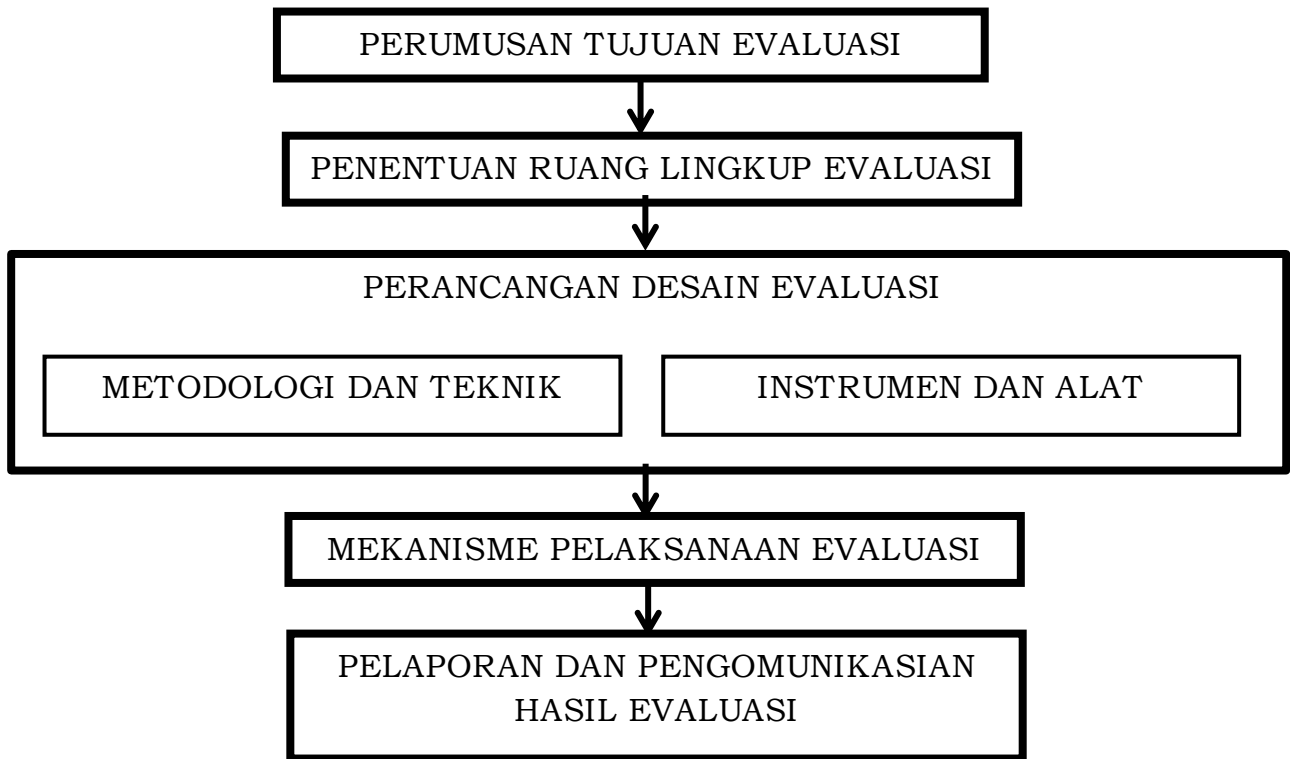 PERUMUSAN TUJUAN EVALUASI
PENENTUAN RUANG LINGKUP EVALUASI
PERANCANGAN DESAIN EVALUASI
METODOLOGI DAN TEKNIK
INSTRUMEN DAN ALAT
MEKANISME PELAKSANAAN EVALUASI
PELAPORAN DAN PENGOMUNIKASIAN
HASIL EVALUASI